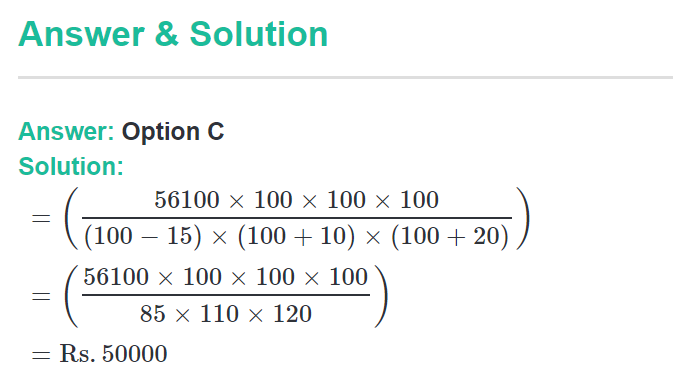 Answer & Solution
Answer: Option C
Solution:
= ( 56100 × 100 × 100 × 100 / (100 − 15) × (100 + 10) × (100 + 20) )
= ( 56100 × 100 × 100 × 100 / 85 × 110 × 120 )
= Rs. 50000